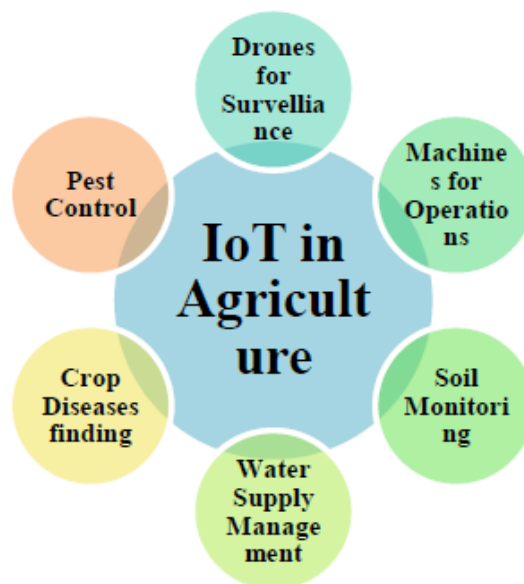 Drones
for
Survellia
nce
Machine
s for
Operatio
ns
Soil
Monitori
ng
Water
Supply
Manage
ment
Crop
Diseases
finding
Pest
Control
IoT in
Agricult
ure